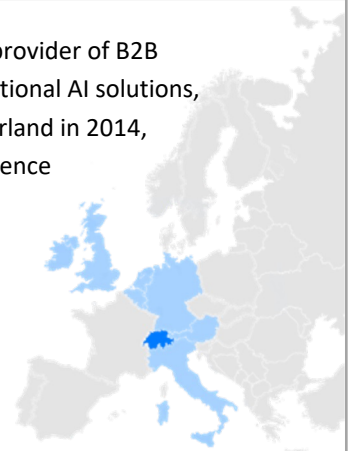 provider of B2B
tional AI solutions,
rland in 2014,
ence